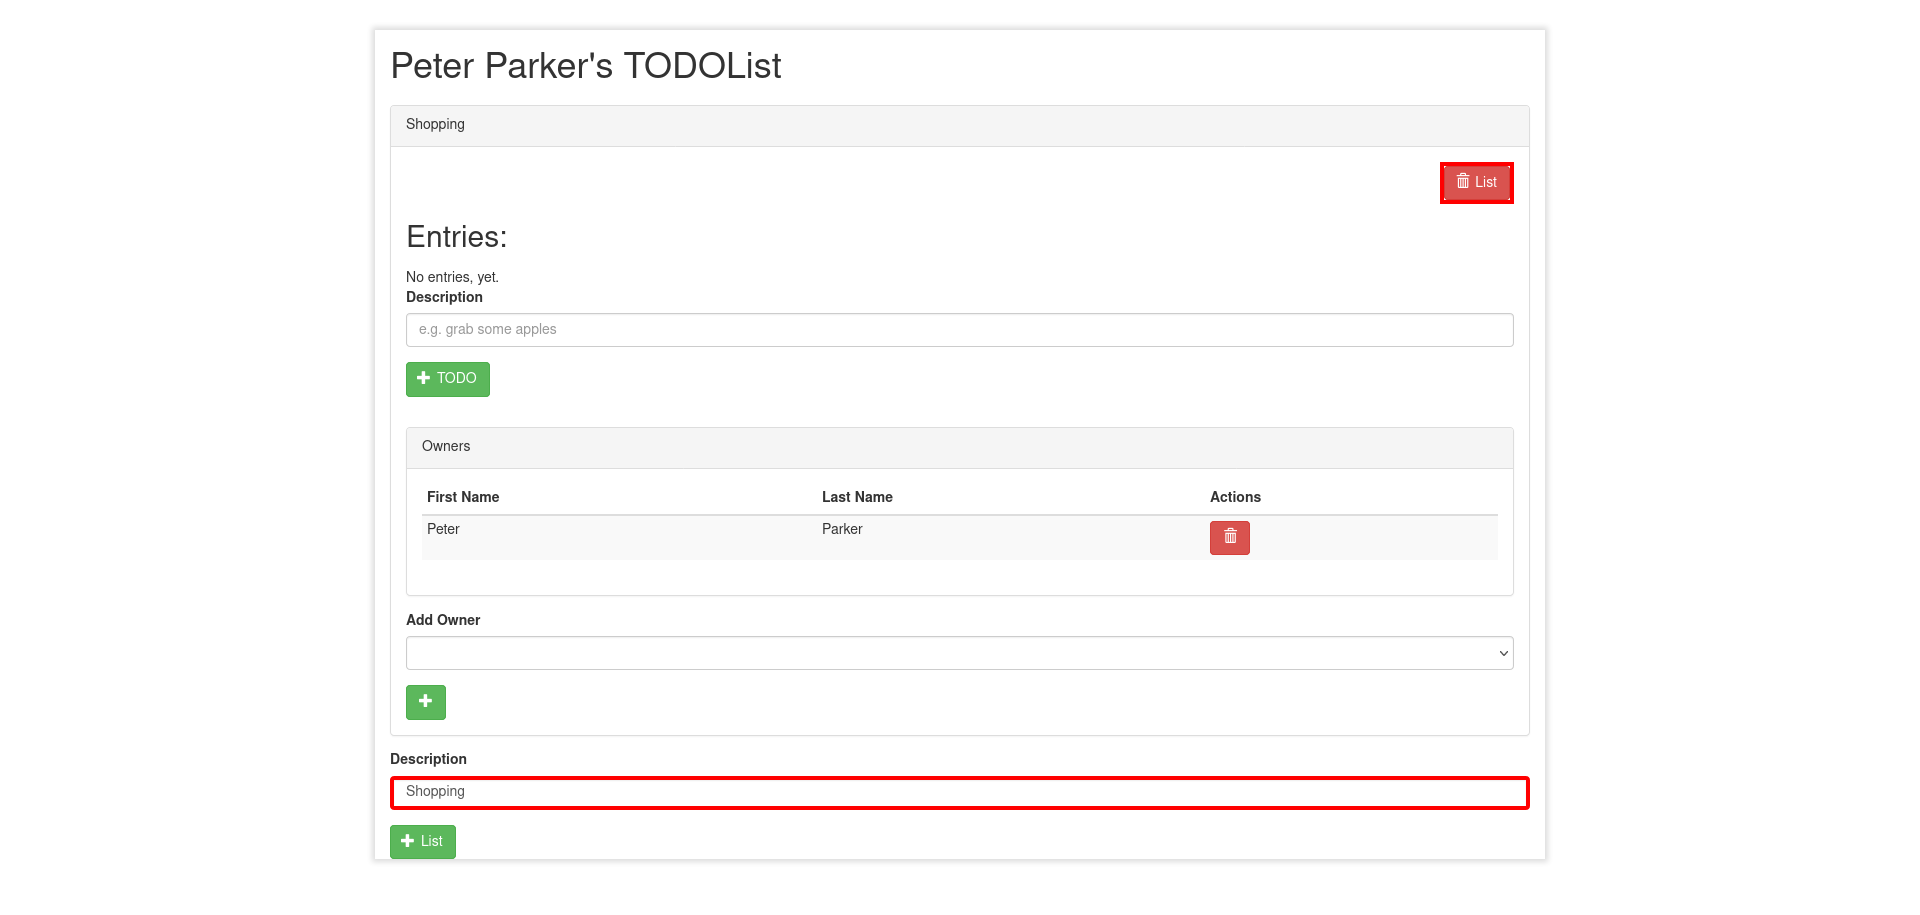 Peter Parker's TODOList
Shopping
List
Entries:
No entries, yet.
Description
e.g. grab some apples
TODO
Owners
First Name Last Name Actions
Peter Parker
Add Owner
Description
Shopping
List